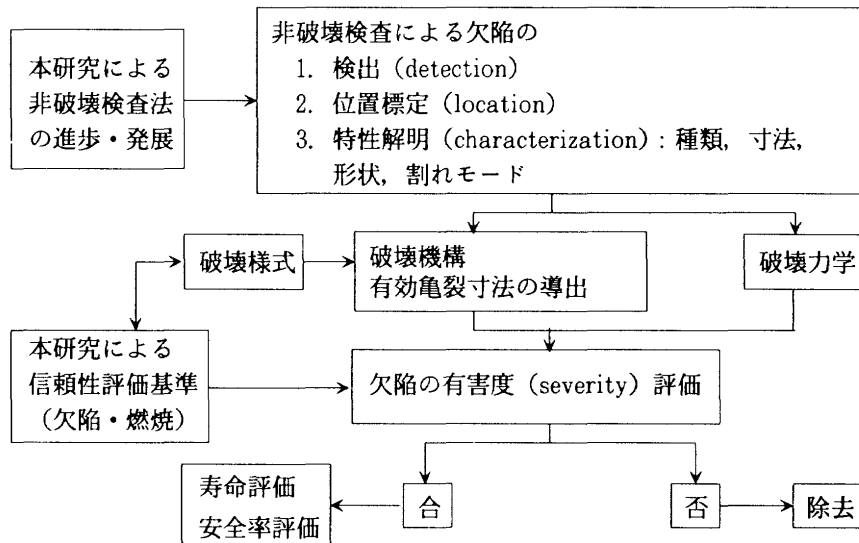 本研究による
非破壊検査法
の進歩・発展
非破壊検査による欠陥の
1. 検出（detection）
2. 位置標定（location）
3. 特性解明（characterization）: 種類, 寸法,
形状, 割れモード
破壊様式
破壊機構
有効亀裂寸法の導出
破壊力学
本研究による
信頼性評価基準
（欠陥・燃焼）
欠陥の有害度（severity）評価
寿命評価
安全率評価
合
否
除去